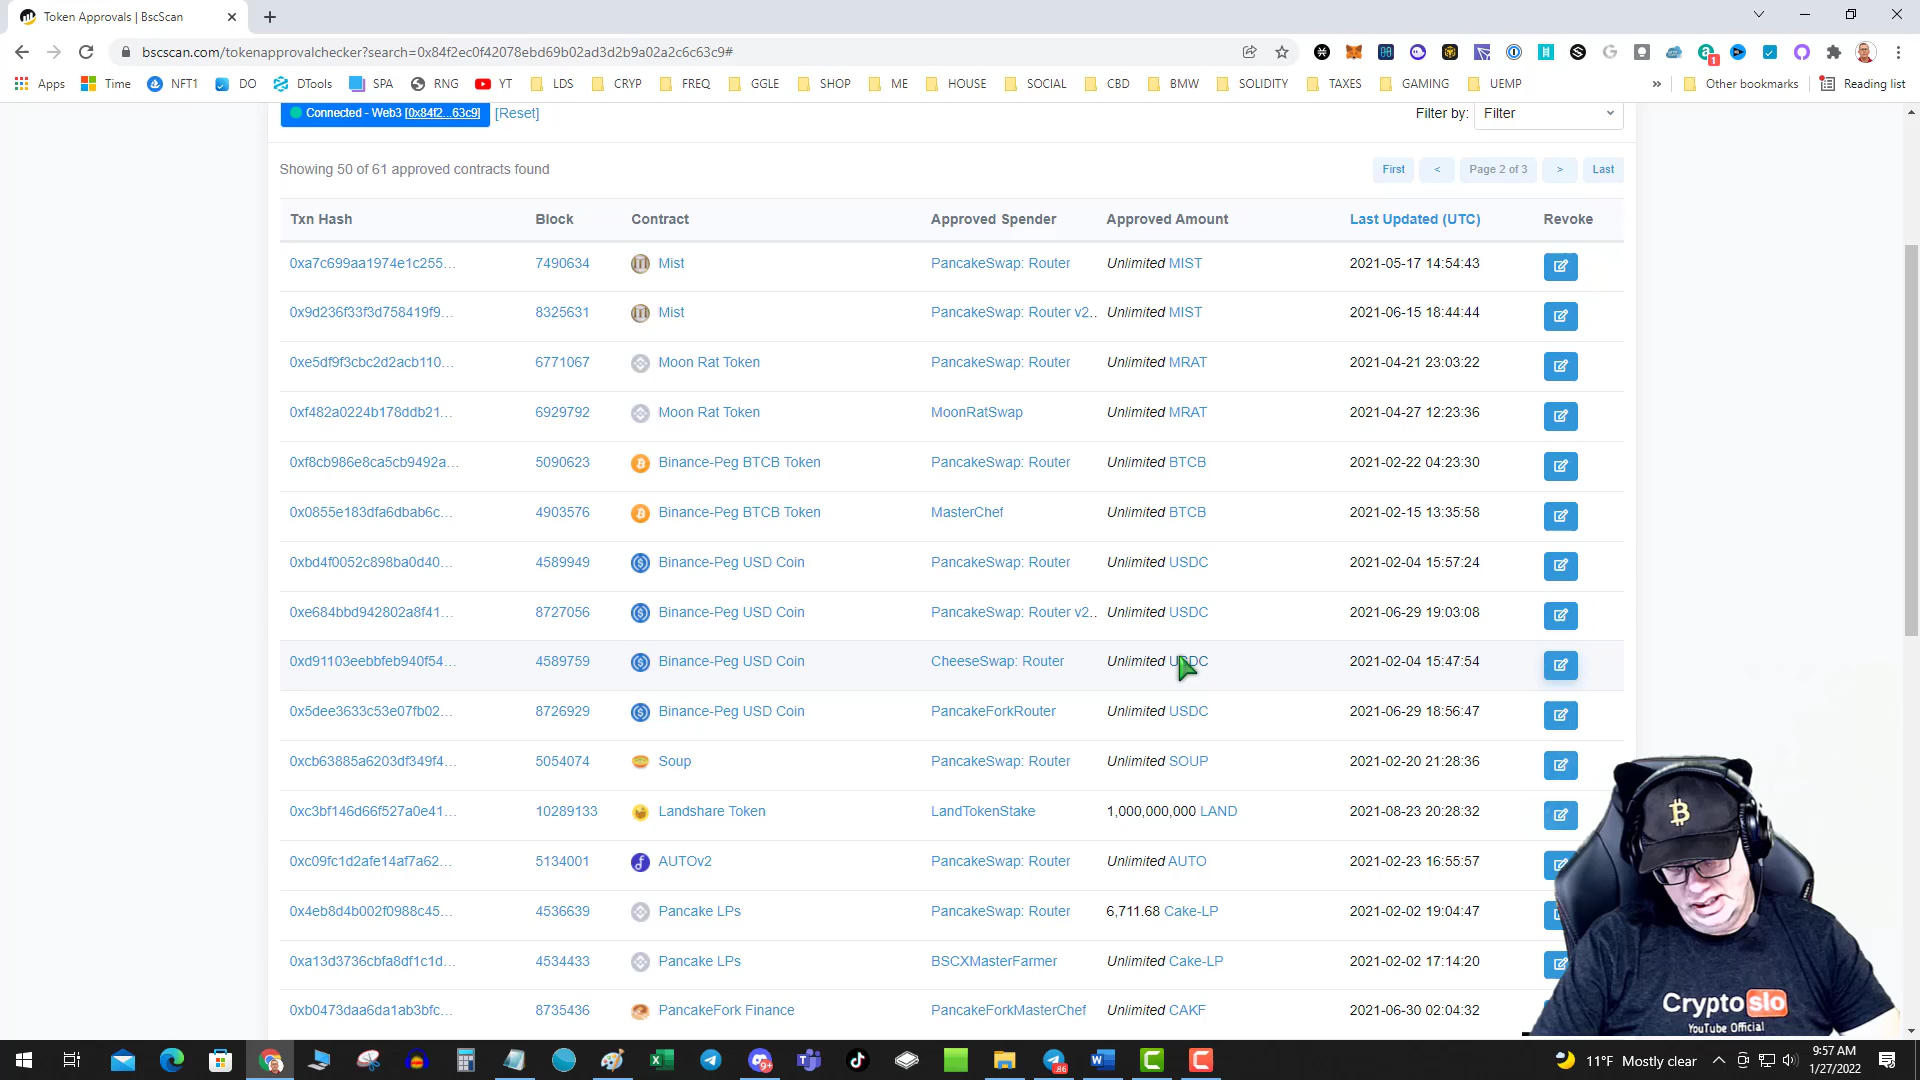 Token Approvals | BscScan
bscscan.com/tokenapprovalchecker?search=0x84f2ec0f42078ebd69b02ad3d2b9a02a2c6c63c9#
Apps Time NFT1 DO DTools SPA RNG YT LDS CRYP FREQ GGLE SHOP ME HOUSE SOCIAL CBD BMW SOLIDITY TAXES GAMING UEMP » Other bookmarks Reading list
Connected - Web3 [0x84f2...63c9] [Reset] Filter by: Filter
Showing 50 of 61 approved contracts found First < Page 2 of 3 > Last
Txn Hash Block Contract Approved Spender Approved Amount Last Updated (UTC) Revoke
0xa7c699aa1974e1c255... 7490634 Mist PancakeSwap: Router Unlimited MIST 2021-05-17 14:54:43
0x9d236f33f3d758419f9... 8325631 Mist PancakeSwap: Router v2.. Unlimited MIST 2021-06-15 18:44:44
0xe5df9f3cbc2d2acb110... 6771067 Moon Rat Token PancakeSwap: Router Unlimited MRAT 2021-04-21 23:03:22
0xf482a0224b178ddb21... 6929792 Moon Rat Token MoonRatSwap Unlimited MRAT 2021-04-27 12:23:36
0xf8cb986e8ca5cb9492a... 5090623 Binance-Peg BTCB Token PancakeSwap: Router Unlimited BTCB 2021-02-22 04:23:30
0x0855e183dfa6dbab6c... 4903576 Binance-Peg BTCB Token MasterChef Unlimited BTCB 2021-02-15 13:35:58
0xbd4f0052c898ba0d40... 4589949 Binance-Peg USD Coin PancakeSwap: Router Unlimited USDC 2021-02-04 15:57:24
0xe684bbd942802a8f41... 8727056 Binance-Peg USD Coin PancakeSwap: Router v2.. Unlimited USDC 2021-06-29 19:03:08
0xd91103eebbfeb940f54... 4589759 Binance-Peg USD Coin CheeseSwap: Router Unlimited USDC 2021-02-04 15:47:54
0x5dee3633c53e07fb02... 8726929 Binance-Peg USD Coin PancakeForkRouter Unlimited USDC 2021-06-29 18:56:47
0xcb63885a6203df349f4... 5054074 Soup PancakeSwap: Router Unlimited SOUP 2021-02-20 21:28:36
0xc3bf146d66f527a0e41... 10289133 Landshare Token LandTokenStake 1,000,000,000 LAND 2021-08-23 20:28:32
0xc09fc1d2afe14af7a62... 5134001 AUTOv2 PancakeSwap: Router Unlimited AUTO 2021-02-23 16:55:57
0x4eb8d4b002f0988c45... 4536639 Pancake LPs PancakeSwap: Router 6,711.68 Cake-LP 2021-02-02 19:04:47
0xa13d3736cbfa8df1c1d... 4534433 Pancake LPs BSCXMasterFarmer Unlimited Cake-LP 2021-02-02 17:14:20
0xb0473daa6da1ab3bfc... 8735436 PancakeFork Finance PancakeForkMasterChef Unlimited CAKF 2021-06-30 02:04:32
Cryptoslo
YouTube Official
11°F Mostly clear 9:57 AM
1/27/2022